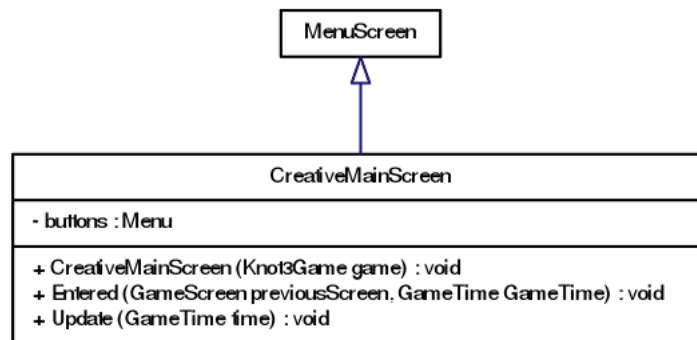 MenuScreen
CreativeMainScreen
- buttons : Menu
+ CreativeMainScreen (Knot3Game game) : void
+ Entered (GameScreen previousScreen, GameTime GameTime) : void
+ Update (GameTime time) : void